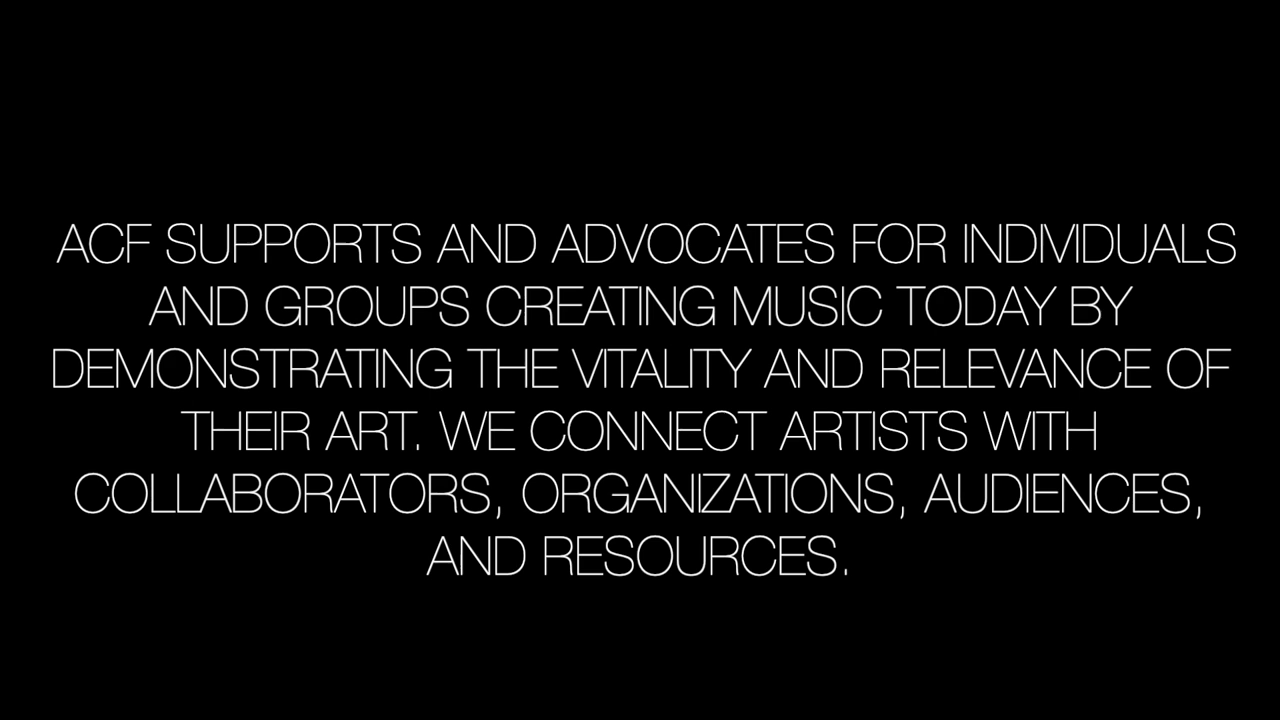 ACF SUPPORTS AND ADVOCATES FOR INDIVIDUALS
AND GROUPS CREATING MUSIC TODAY BY
DEMONSTRATING THE VITALITY AND RELEVANCE OF
THEIR ART. WE CONNECT ARTISTS WITH
COLLABORATORS, ORGANIZATIONS, AUDIENCES,
AND RESOURCES.